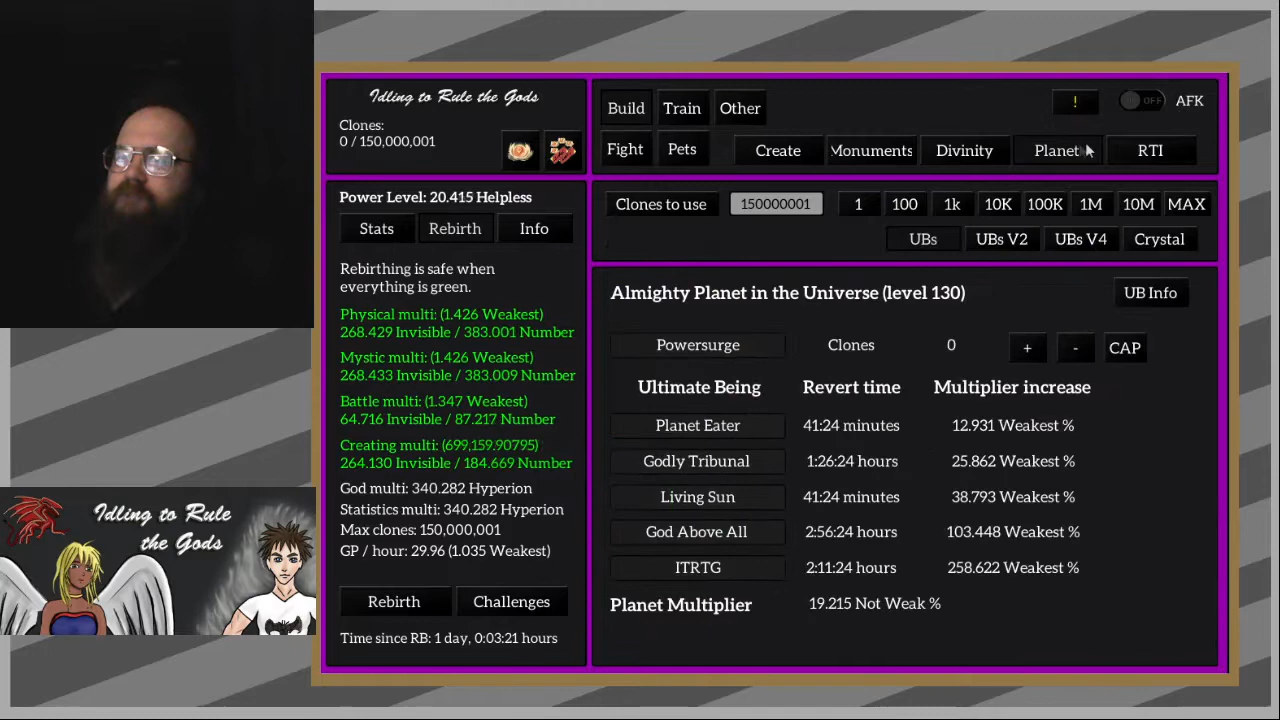 Idling to Rule the Gods
Clones:
0 / 150,000,001
Build
Train
Other
!
OFF
AFK
Fight
Pets
Create
Monuments
Divinity
Planet
RTI
Power Level: 20.415 Helpless
Stats
Rebirth
Info
Rebirthing is safe when
everything is green.
Physical multi: (1.426 Weakest)
268.429 Invisible / 383.001 Number
Mystic multi: (1.426 Weakest)
268.433 Invisible / 383.009 Number
Battle multi: (1.347 Weakest)
64.716 Invisible / 87.217 Number
Creating multi: (699,159.90795)
264.130 Invisible / 184.669 Number
God multi: 340.282 Hyperion
Statistics multi: 340.282 Hyperion
Max clones: 150,000,001
GP / hour: 29.96 (1.035 Weakest)
Rebirth
Challenges
Time since RB: 1 day, 0:03:21 hours
Clones to use
150000001
1
100
1k
10K
100K
1M
10M
MAX
UBs
UBs V2
UBs V4
Crystal
Almighty Planet in the Universe (level 130)
UB Info
Powersurge
Clones
0
+
-
CAP
Ultimate Being
Revert time
Multiplier increase
Planet Eater
41:24 minutes
12.931 Weakest %
Godly Tribunal
1:26:24 hours
25.862 Weakest %
Living Sun
41:24 minutes
38.793 Weakest %
God Above All
2:56:24 hours
103.448 Weakest %
ITRTG
2:11:24 hours
258.622 Weakest %
Planet Multiplier
19.215 Not Weak %
Idling to Rule
the Gods